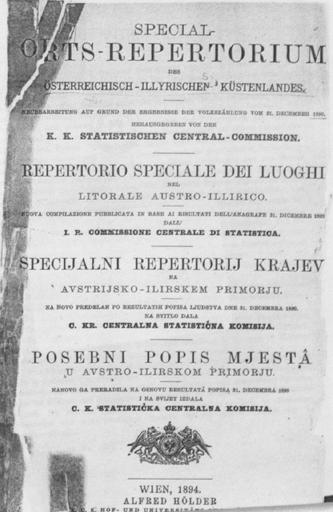 SPECIAL-
ORTS-REPERTORIUM
DES
ÖSTERREICHISCH-ILLYRISCHEN KÜSTENLANDES.
NEUBEARBEITUNG AUF GRUND DER ERGEBNISSE DER VOLKSZÄHLUNG VOM 31. DECEMBER 1890.
HERAUSGEGEBEN VON DER
K. K. STATISTISCHEN CENTRAL-COMMISSION.
REPERTORIO SPECIALE DEI LUOGHI
NEL
LITORALE AUSTRO-ILLIRICO.
NUOVA COMPILAZIONE PUBBLICATA IN BASE AI RISULTATI DELL'ANAGRAFE 31. DICEMBRE 1890
DALL'
I. R. COMMISSIONE CENTRALE DI STATISTICA.
SPECIJALNI REPERTORIJ KRAJEV
NA
AVSTRIJSKO-ILIRSKEM PRIMORJU.
NA NOVO PREDELAN PO REZULTATIH POPISA LJUDSTVA DNE 31. DECEMBRA 1890.
NA SVITLO DALA
C. KR. CENTRALNA STATISTIČNA KOMISIJA.
POSEBNI POPIS MJESTÂ
U AVSTRO-ILIRSKOM PRIMORJU.
NANOVO GA PRERADILA NA OSNOVU REZULTATÂ POPISA 31. DECEMBRA 1890
I NA SVIJET IZDALA
C. K. STATISTIČKA CENTRALNA KOMISIJA.
WIEN, 1894.
ALFRED HÖLDER
K. U. K. HOF- UND